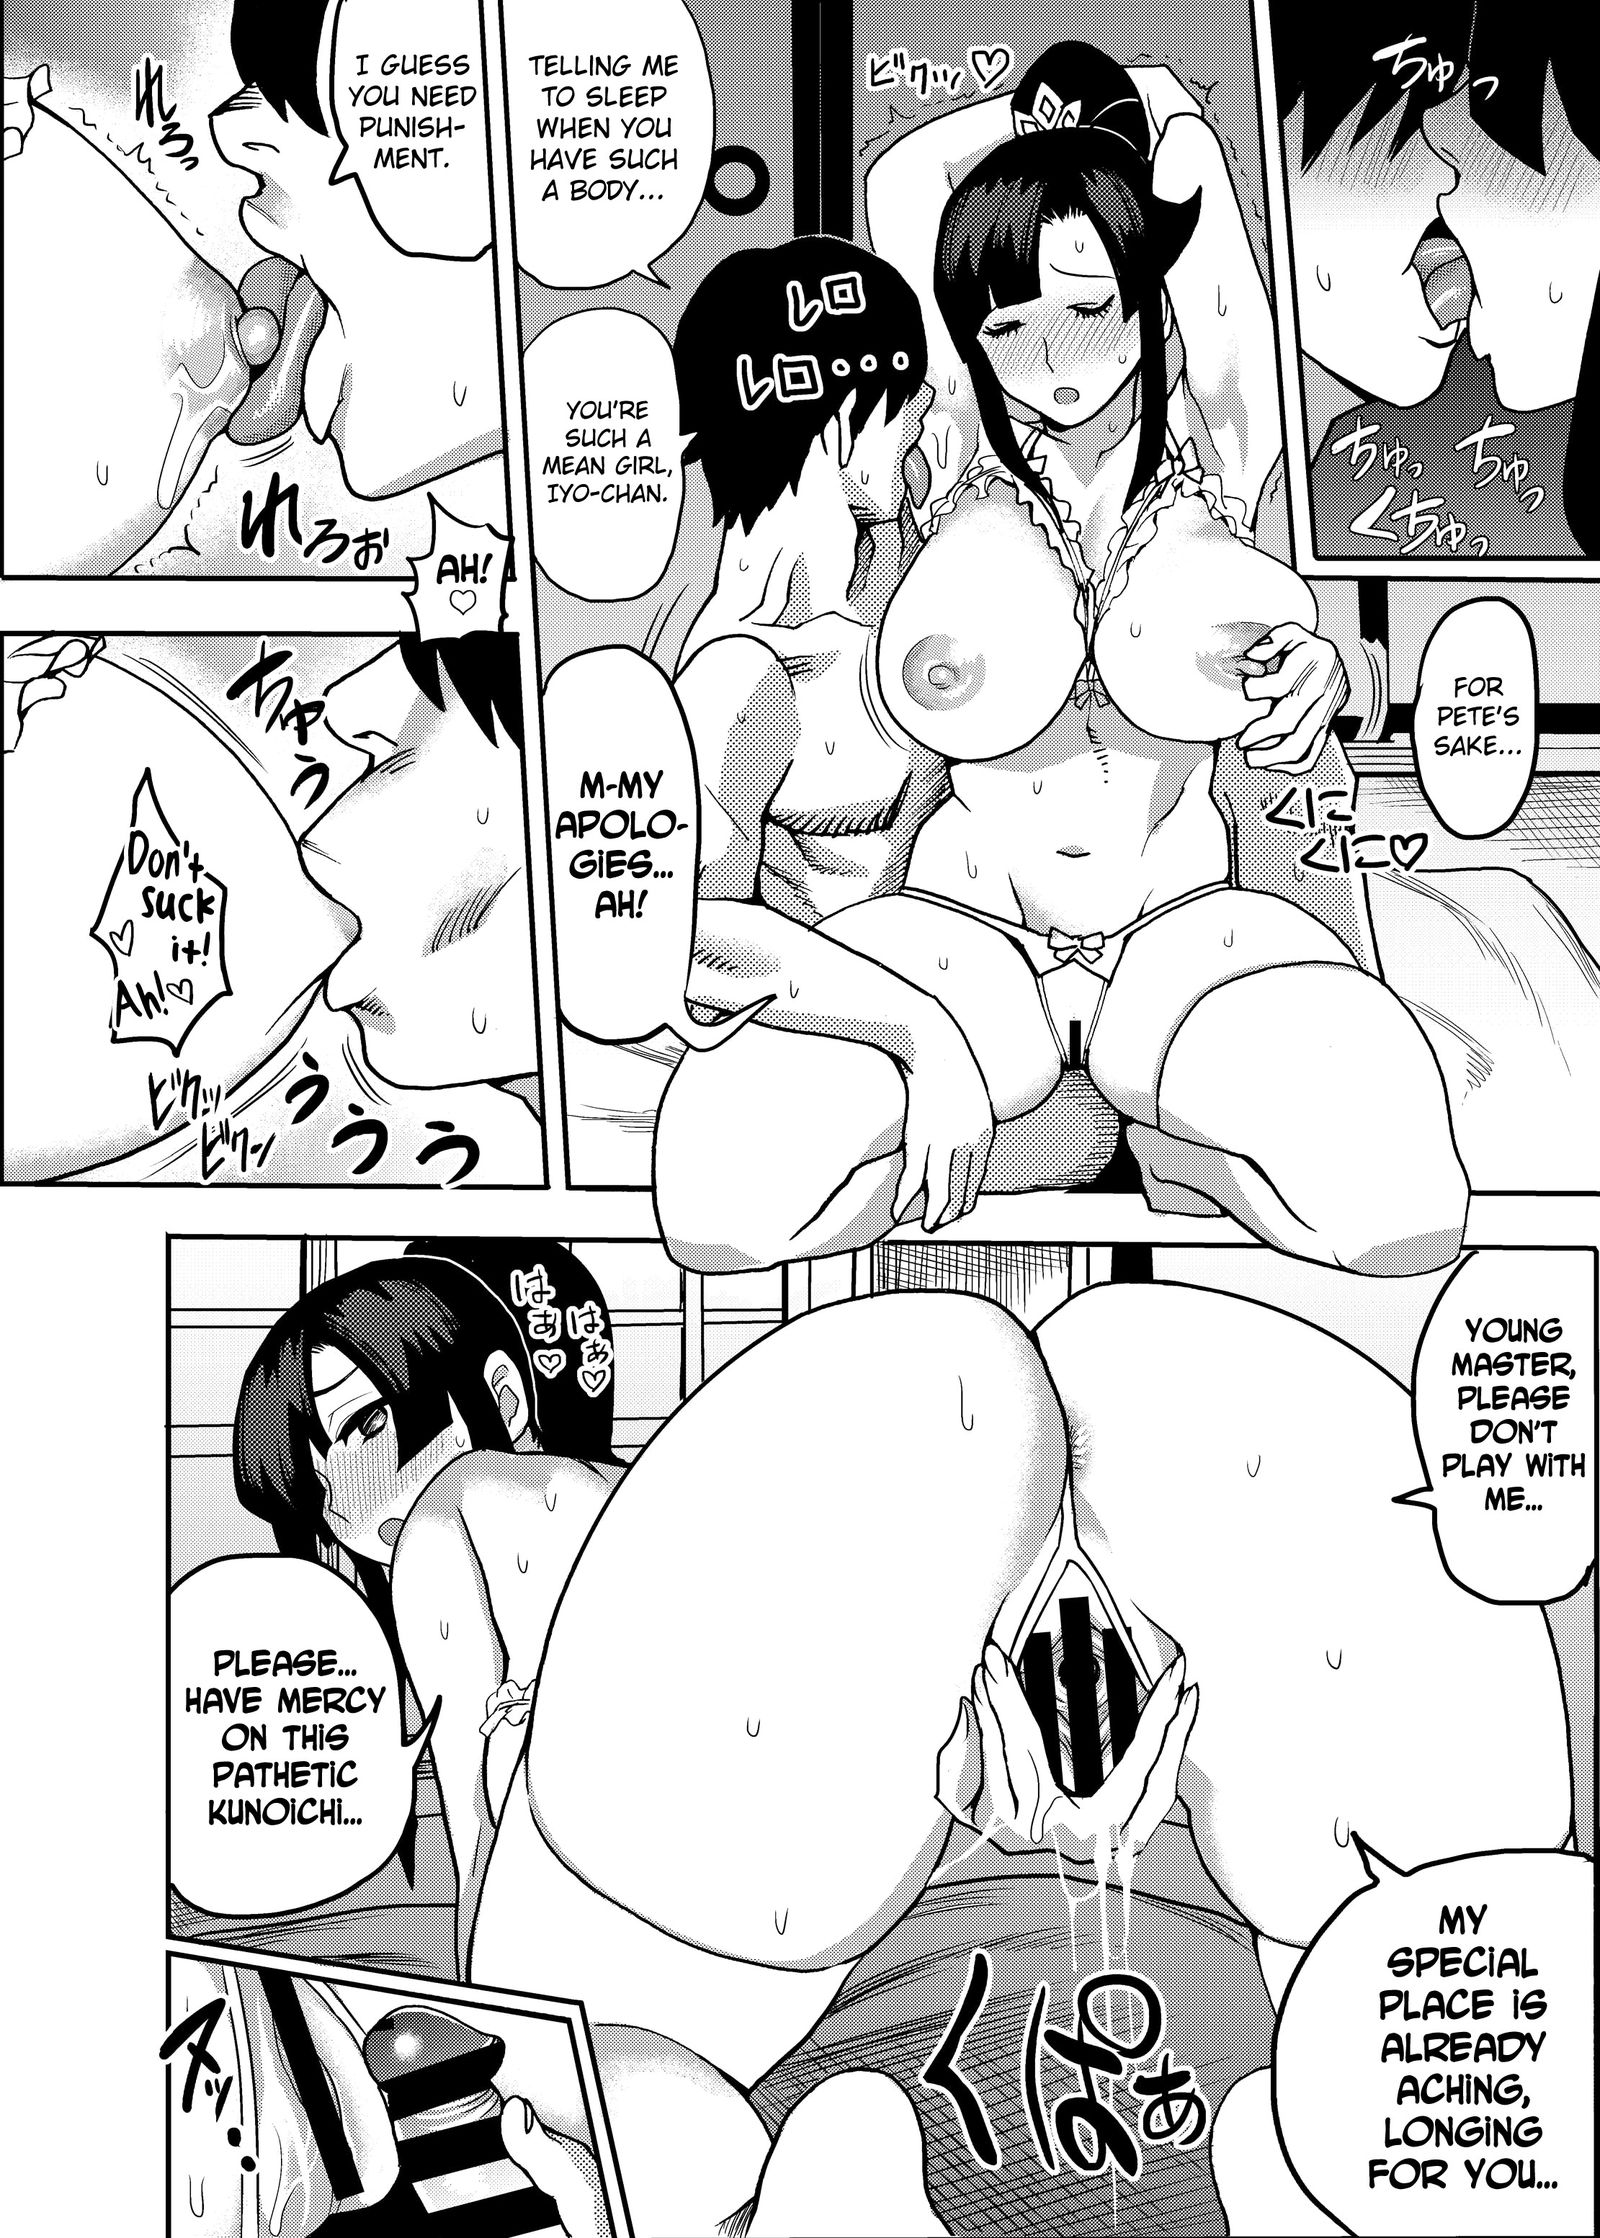 ちゅっ
ちゅっ
ちゅっ
くちゅっ
FOR
PETE'S
SAKE...
ビクッ♡
TELLING ME
TO SLEEP
WHEN YOU
HAVE SUCH
A BODY...
レロ
レロ・・・
YOU'RE
SUCH A
MEAN GIRL,
IYO-CHAN.
くに
くに♡
M-MY
APOLO-
GIES...
AH!
I GUESS
YOU NEED
PUNISH-
MENT.
れろっ
れろぉ
AH!
♡
ちゅうぅぅぅ
Don't
suck
it!
♡
Ah!♡
ビクッ
ビクン
YOUNG
MASTER,
PLEASE
DON'T
PLAY WITH
ME...
はぁ♡
はぁ♡
PLEASE...
HAVE MERCY
ON THIS
PATHETIC
KUNOICHI...
くぱぁ
MY
SPECIAL
PLACE IS
ALREADY
ACHING,
LONGING
FOR YOU...
ヌッ・・